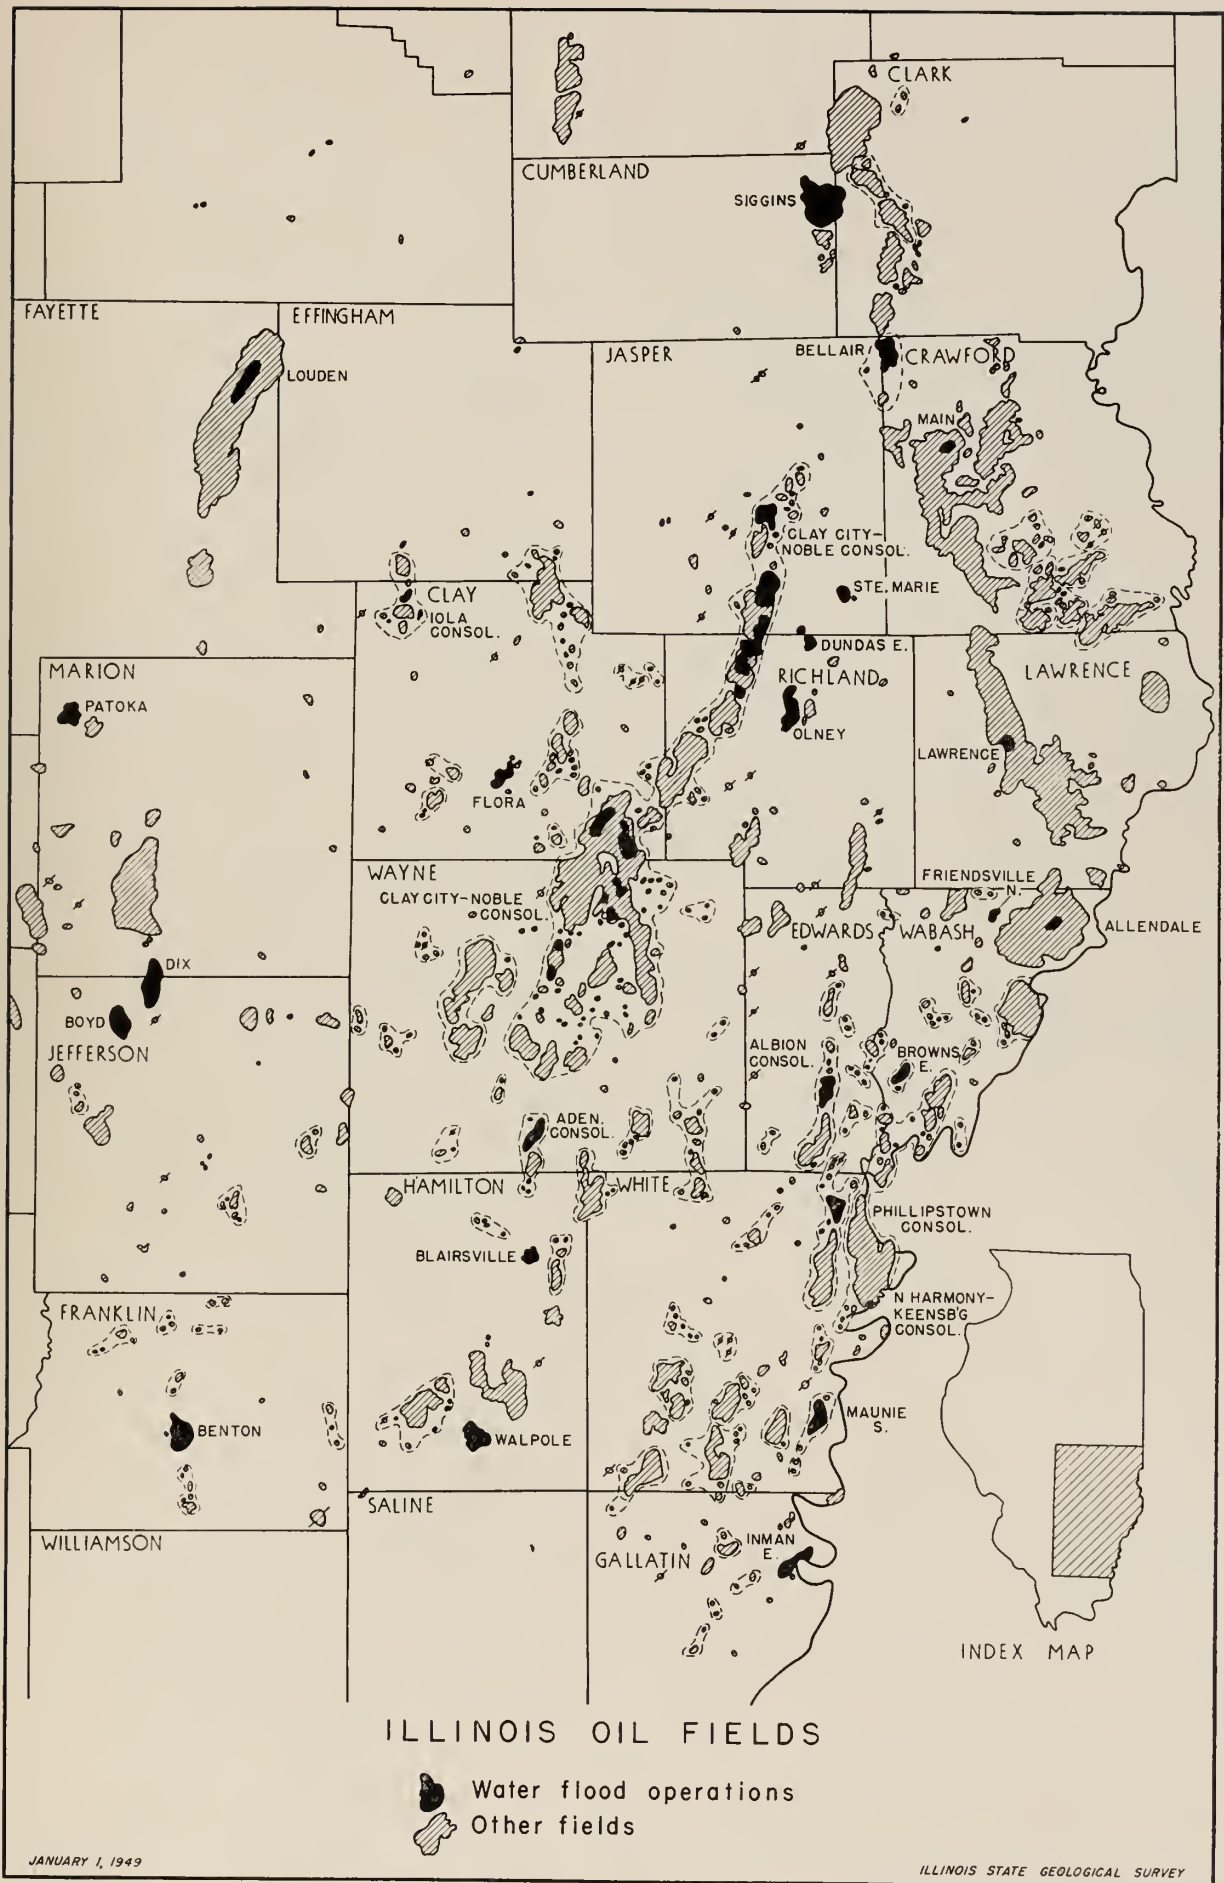 CLARK
CUMBERLAND
SIGGINS
FAYETTE
EFFINGHAM
JASPER
BELLAIR
CRAWFORD
LOUDEN
MAIN
CLAY CITY-
NOBLE CONSOL.
CLAY
IOLA
CONSOL.
STE. MARIE
DUNDAS E.
MARION
RICHLAND
LAWRENCE
PATOKA
OLNEY
LAWRENCE
FLORA
WAYNE
CLAY CITY-NOBLE
CONSOL.
FRIENDSVILLE
N.
EDWARDS
WABASH
ALLENDALE
DIX
BOYD
JEFFERSON
ALBION
CONSOL.
BROWNS
E.
ADEN
CONSOL.
HAMILTON
WHITE
PHILLIPSTOWN
CONSOL.
BLAIRSVILLE
N HARMONY-
KEENSB'G
CONSOL.
FRANKLIN
BENTON
WALPOLE
MAUNIE
S.
SALINE
WILLIAMSON
GALLATIN
INMAN
E.
INDEX MAP
ILLINOIS OIL FIELDS
Water flood operations
Other fields
JANUARY 1, 1949
ILLINOIS STATE GEOLOGICAL SURVEY